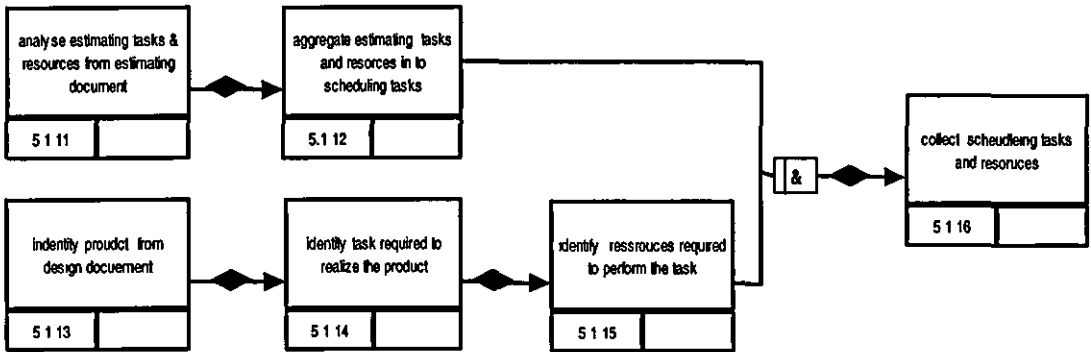 analyse estimating tasks &
resources from estimating
document
5 1 11
aggregate estimating tasks
and resorces in to
scheduling tasks
5.1 12
collect scheudleing tasks
and resoruces
5 1 16
&
indentity proudct from
design docuement
5 1 13
identify task required to
realize the product
5 1 14
identify ressrouces required
to perform the task
5 1 15